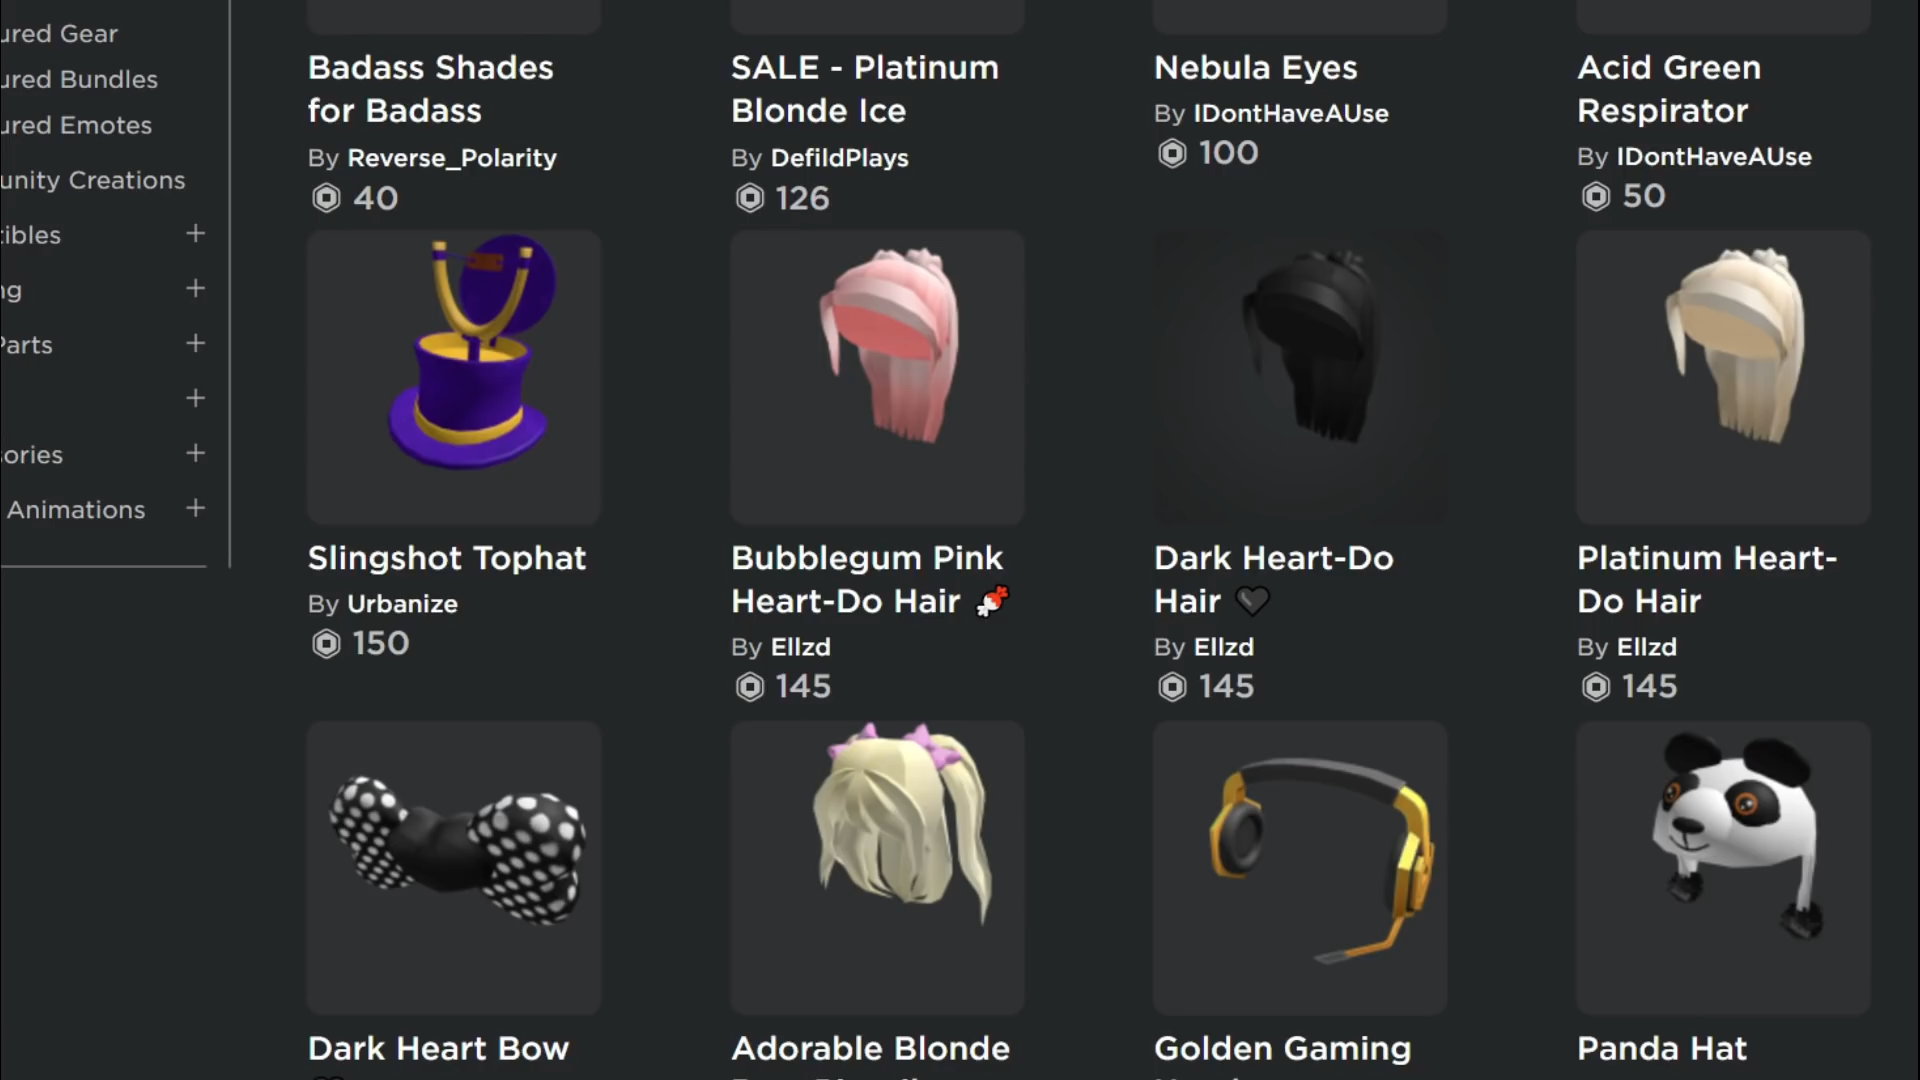 ured Gear
ured Bundles
ured Emotes
unity Creations
tibles +
ng +
Parts +
+
sories +
Animations +
Badass Shades
for Badass
By Reverse_Polarity
40
SALE - Platinum
Blonde Ice
By DefildPlays
126
Nebula Eyes
By IDontHaveAUse
100
Acid Green
Respirator
By IDontHaveAUse
50
Slingshot Tophat
By Urbanize
150
Bubblegum Pink
Heart-Do Hair
By Ellzd
145
Dark Heart-Do
Hair 🖤
By Ellzd
145
Platinum Heart-
Do Hair
By Ellzd
145
Dark Heart Bow
Adorable Blonde
Golden Gaming
Panda Hat